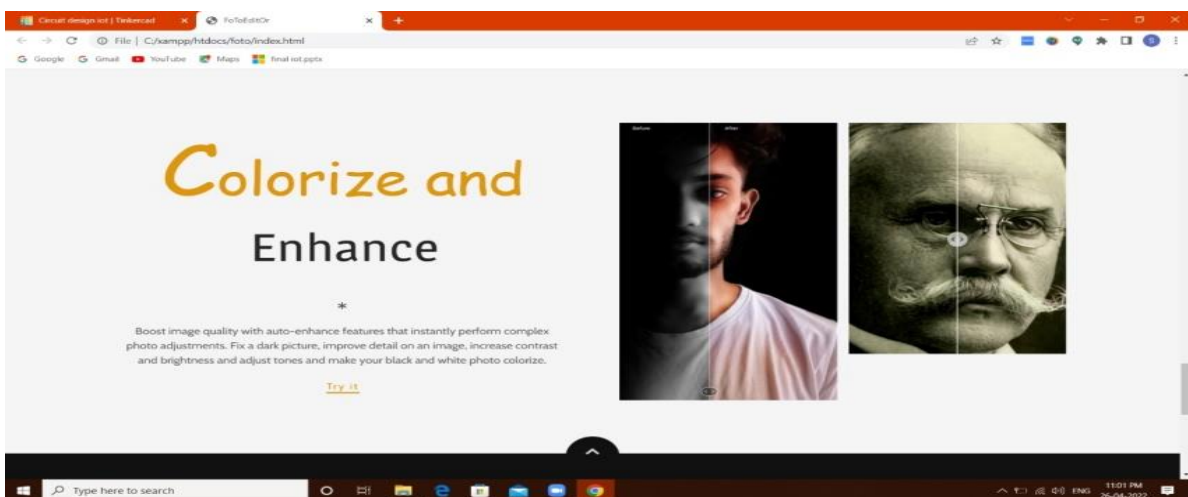 Circuit design iot | Tinkercad
FoToEditOr
File | C:/xampp/htdocs/foto/index.html
Google Gmail YouTube Maps final iot.pptx
Before After
Colorize and
Enhance
*
Boost image quality with auto-enhance features that instantly perform complex
photo adjustments. Fix a dark picture, improve detail on an image, increase contrast
and brightness and adjust tones and make your black and white photo colorize.
Try it
Type here to search
ENG
11:01 PM
26-04-2022